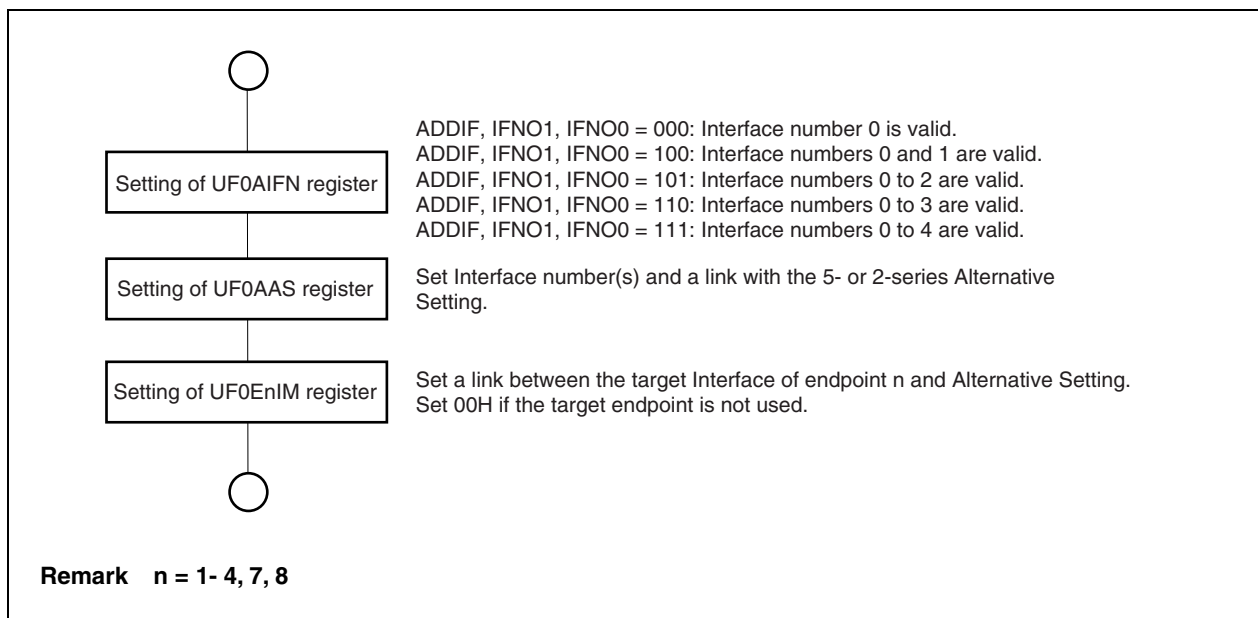 Setting of UF0AIFN register
ADDIF, IFNO1, IFNO0 = 000: Interface number 0 is valid.
ADDIF, IFNO1, IFNO0 = 100: Interface numbers 0 and 1 are valid.
ADDIF, IFNO1, IFNO0 = 101: Interface numbers 0 to 2 are valid.
ADDIF, IFNO1, IFNO0 = 110: Interface numbers 0 to 3 are valid.
ADDIF, IFNO1, IFNO0 = 111: Interface numbers 0 to 4 are valid.
Setting of UF0AAS register
Set Interface number(s) and a link with the 5- or 2-series Alternative
Setting.
Setting of UF0EnIM register
Set a link between the target Interface of endpoint n and Alternative Setting.
Set 00H if the target endpoint is not used.
Remark n = 1- 4, 7, 8